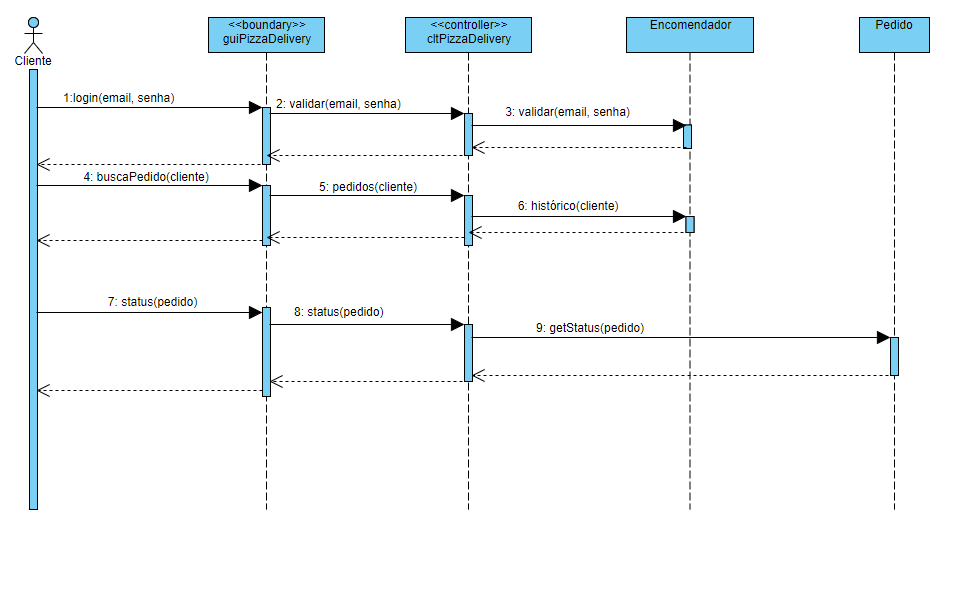 <<boundary>>
guiPizzaDelivery
<<controller>>
cltPizzaDelivery
Encomendador
Pedido
Cliente
1:login(email, senha)
2: validar(email, senha)
3: validar(email, senha)
4: buscaPedido(cliente)
5: pedidos(cliente)
6: histórico(cliente)
7: status(pedido)
8: status(pedido)
9: getStatus(pedido)